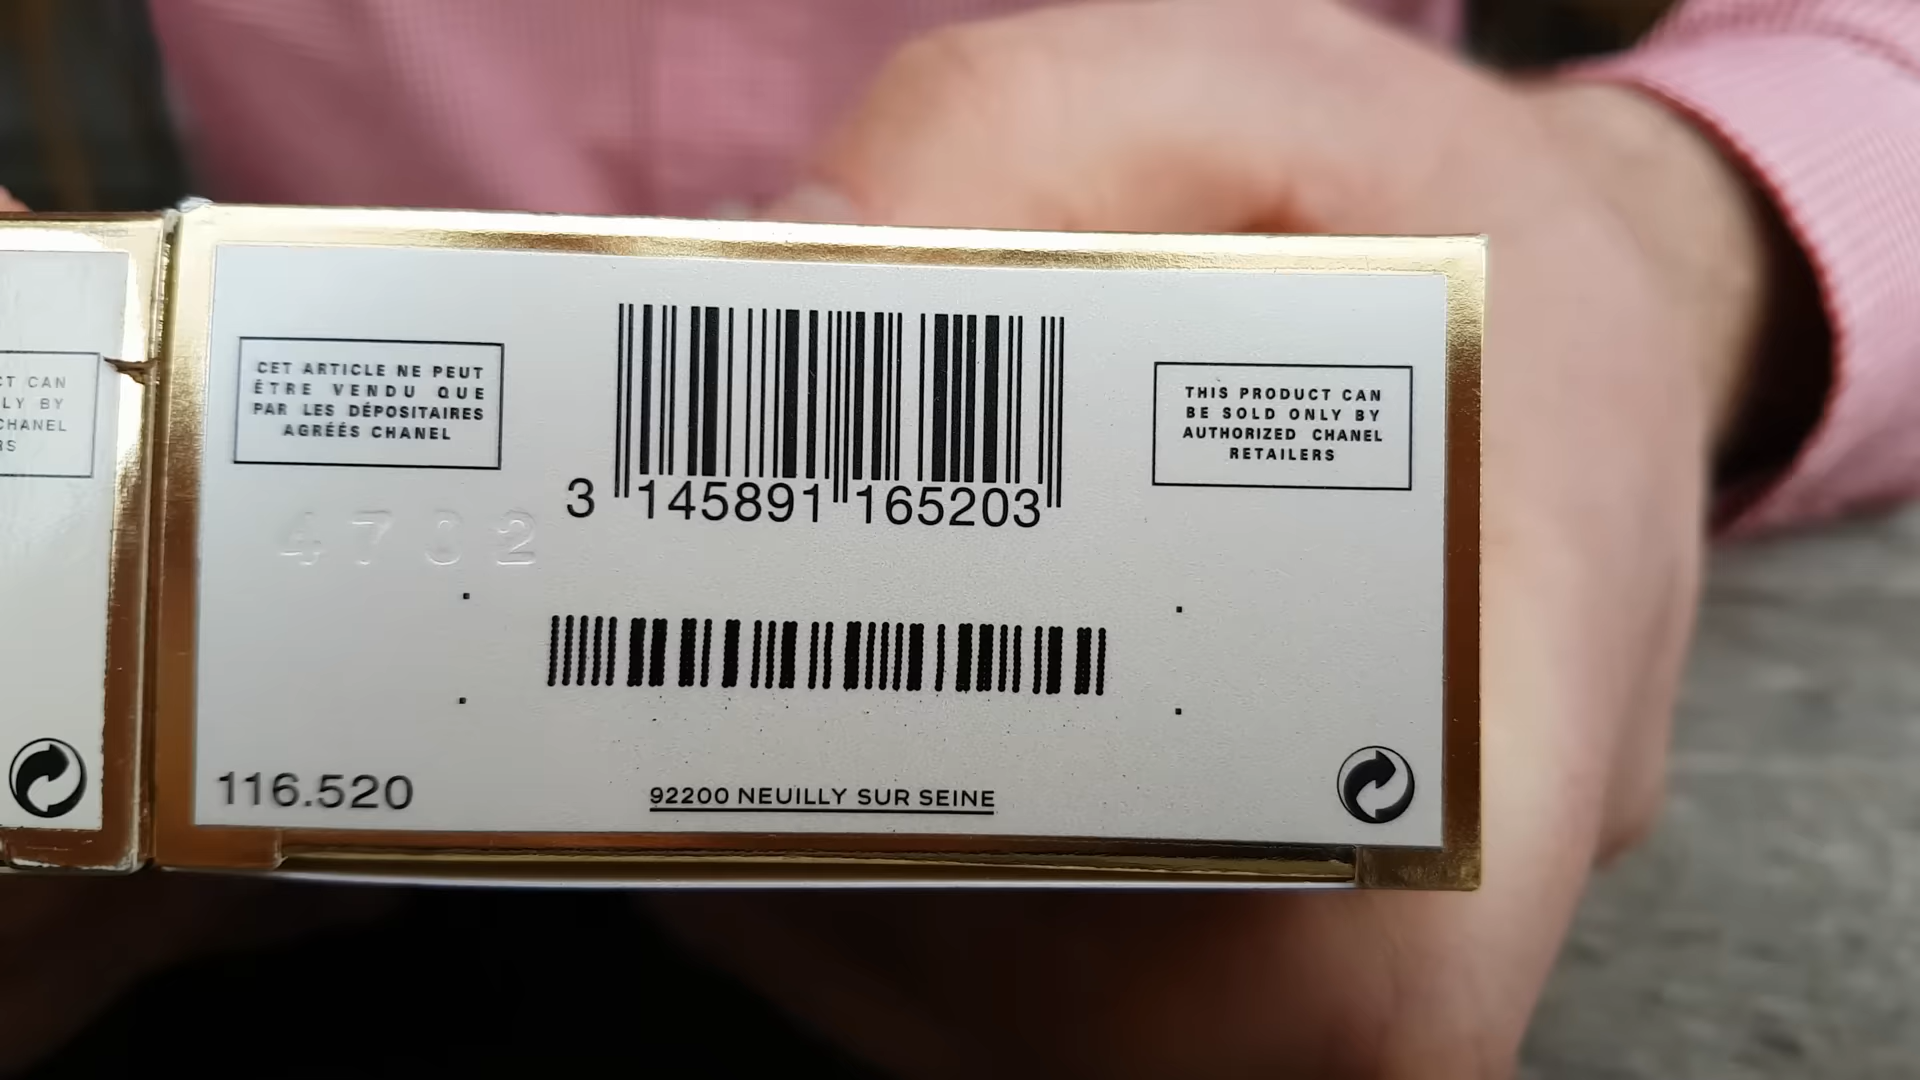 CT CAN
LY BY
CHANEL
RS
CET ARTICLE NE PEUT
ÊTRE VENDU QUE
PAR LES DÉPOSITAIRES
AGRÉÉS CHANEL
3 145891 165203
THIS PRODUCT CAN
BE SOLD ONLY BY
AUTHORIZED CHANEL
RETAILERS
4702
116.520
92200 NEUILLY SUR SEINE